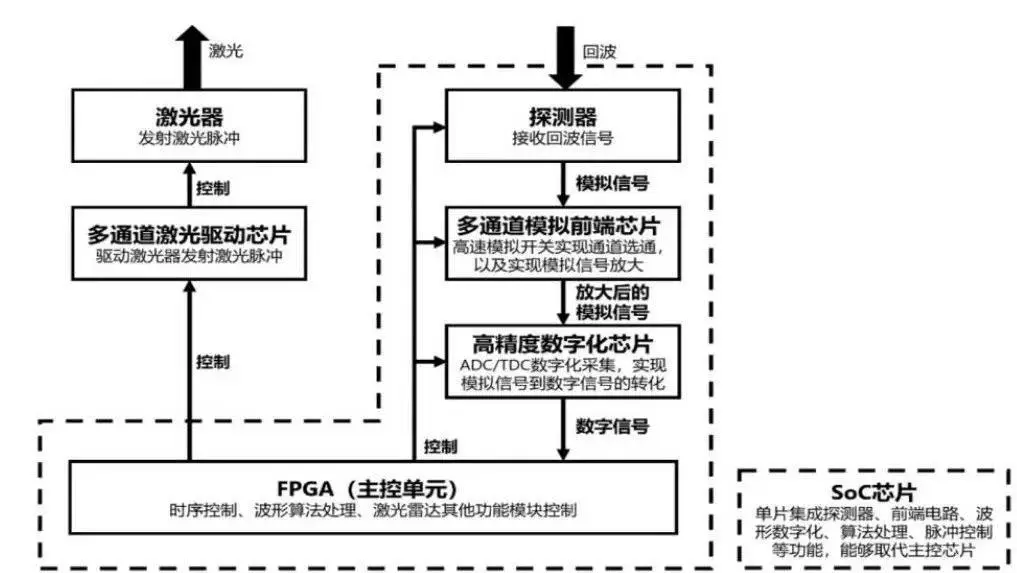 激光
回波
激光器
发射激光脉冲
探测器
接收回波信号
控制
模拟信号
多通道激光驱动芯片
驱动激光器发射激光脉冲
多通道模拟前端芯片
高速模拟开关实现通道选通，
以及实现模拟信号放大
放大后的
模拟信号
控制
高精度数字化芯片
ADC/TDC数字化采集，实现
模拟信号到数字信号的转化
控制
数字信号
FPGA（主控单元）
时序控制、波形算法处理、激光雷达其他功能模块控制
SoC芯片
单片集成探测器、前端电路、波
形数字化、算法处理、脉冲控制
等功能，能够取代主控芯片